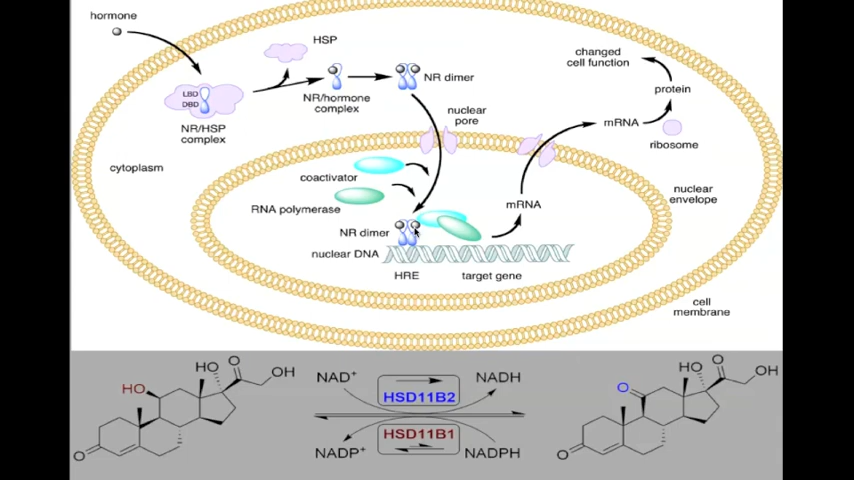 hormone
HSP
LBD
DBD
NR/HSP
complex
NR/hormone
complex
NR dimer
nuclear
pore
changed
cell function
protein
mRNA
ribosome
cytoplasm
coactivator
RNA polymerase
mRNA
nuclear
envelope
NR dimer
nuclear DNA
HRE
target gene
cell
membrane
HO
HO
O
OH
O
NAD+
NADH
HSD11B2
HSD11B1
NADP+
NADPH
O
HO
O
OH
O